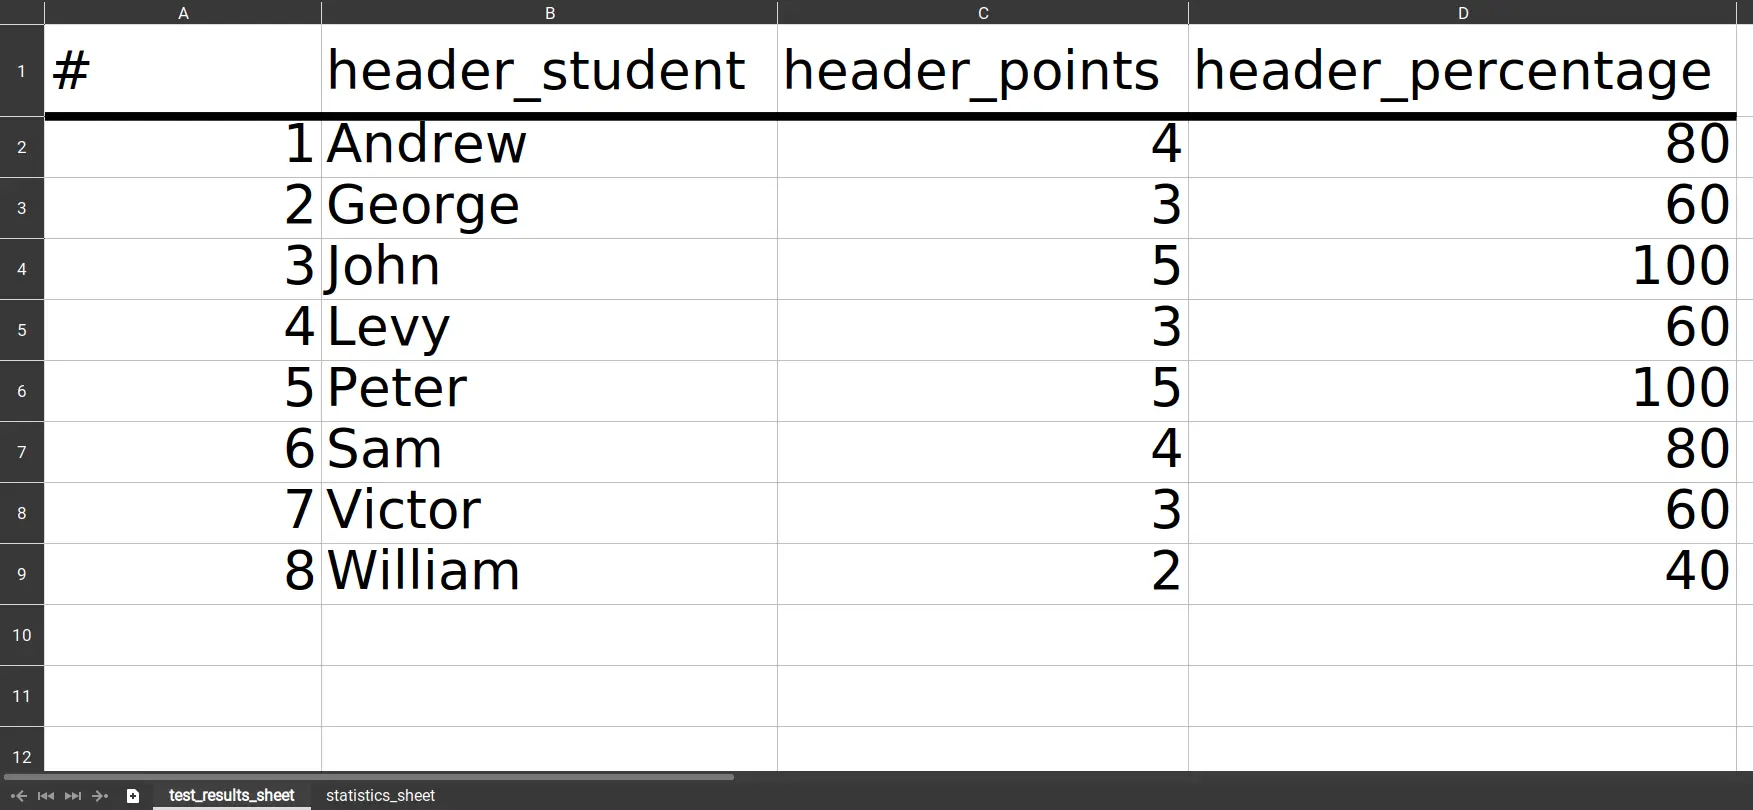 A B C D
1 # header_student header_points header_percentage
2 1 Andrew 4 80
3 2 George 3 60
4 3 John 5 100
5 4 Levy 3 60
6 5 Peter 5 100
7 6 Sam 4 80
8 7 Victor 3 60
9 8 William 2 40
10
11
12
test_results_sheet statistics_sheet